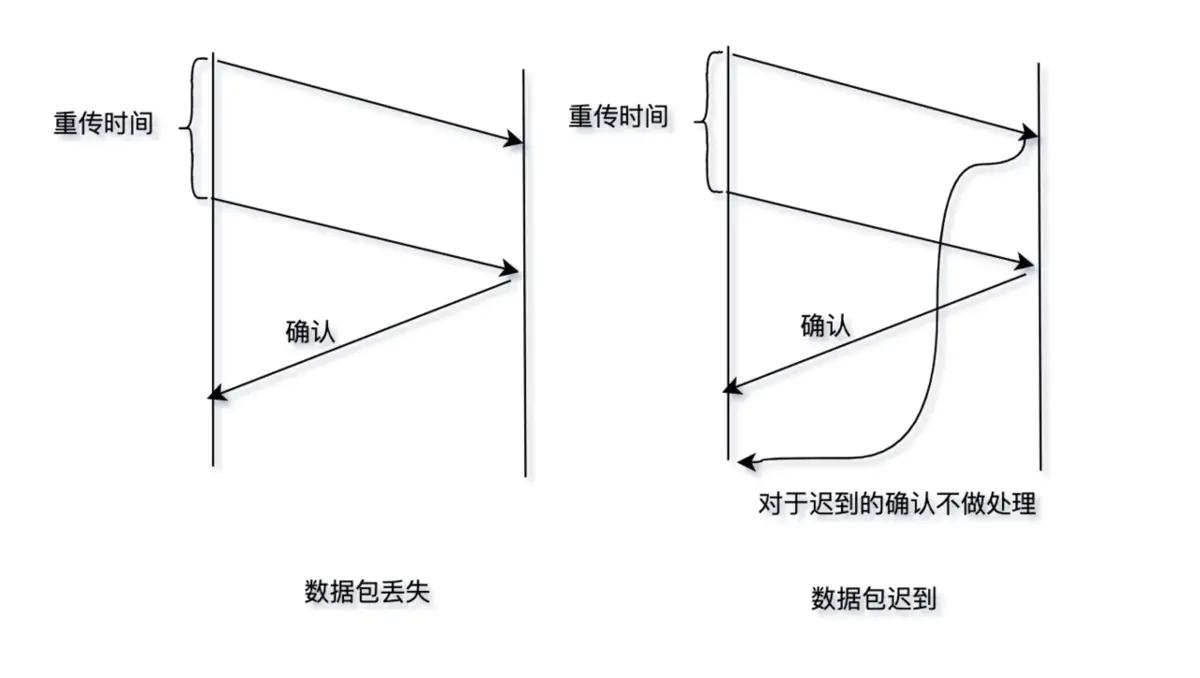 重传时间
确认
数据包丢失
重传时间
确认
对于迟到的确认不做处理
数据包迟到